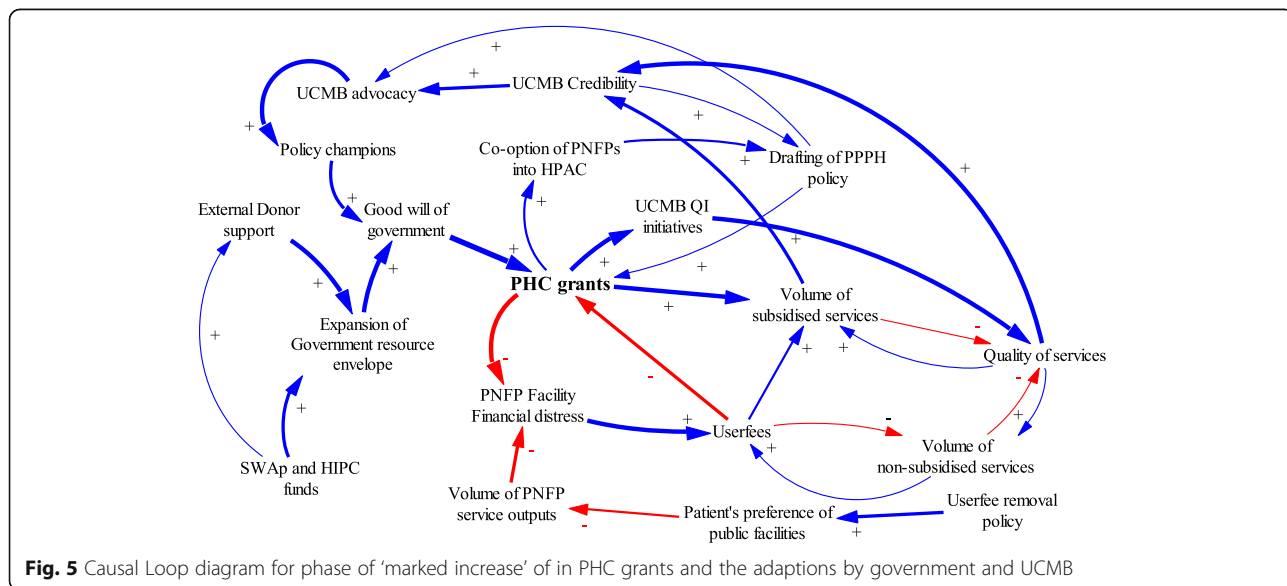 UCMB advocacy
UCMB Credibility
Policy champions
Co-option of PNFPs
into HPAC
Drafting of PPPH
policy
External Donor
support
Good will of
government
UCMB QI
initiatives
PHC grants
Volume of
subsidised services
Expansion of
Government resource
envelope
Quality of services
PNFP Facility
Financial distress
Userfees
Volume of
non-subsidised services
SWAp and HIPC
funds
Volume of PNFP
service outputs
Patient's preference of
public facilities
Userfee removal
policy
Fig. 5 Causal Loop diagram for phase of ‘marked increase’ of in PHC grants and the adaptions by government and UCMB